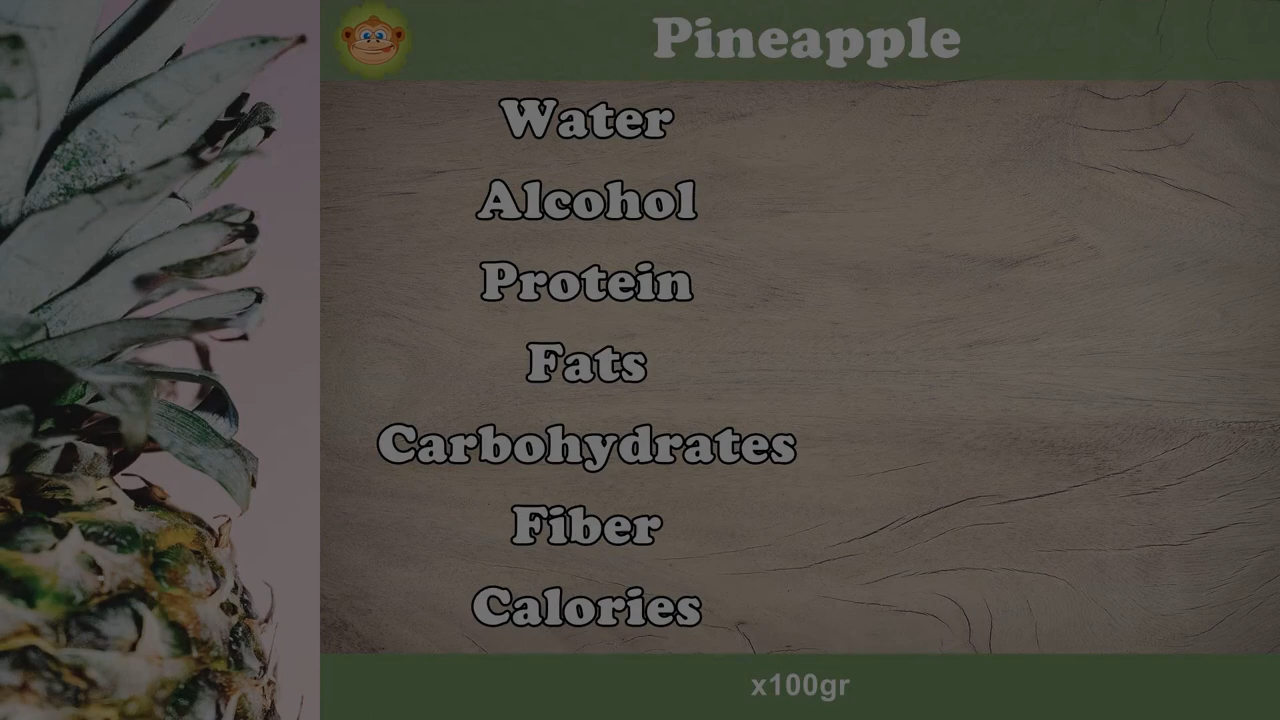 Pineapple
Water
Alcohol
Protein
Fats
Carbohydrates
Fiber
Calories
x100gr